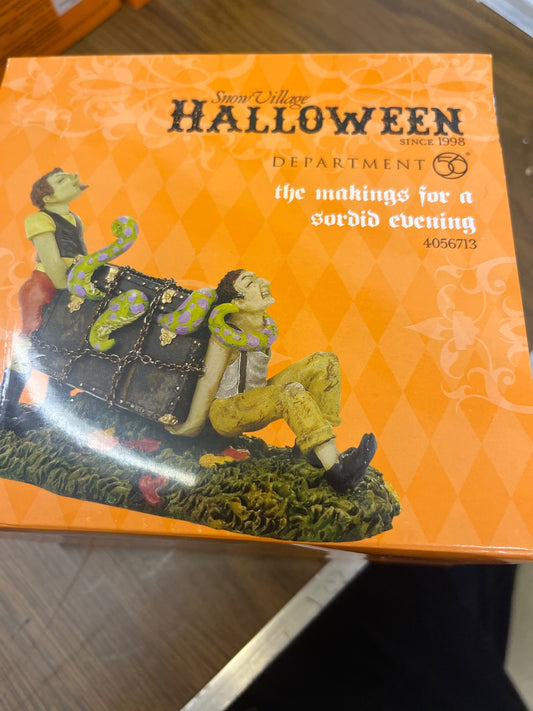 Snow Village
HALLOWEEN
SINCE 1998
DEPARTMENT 56®
the makings for a
sordid evening
4056713